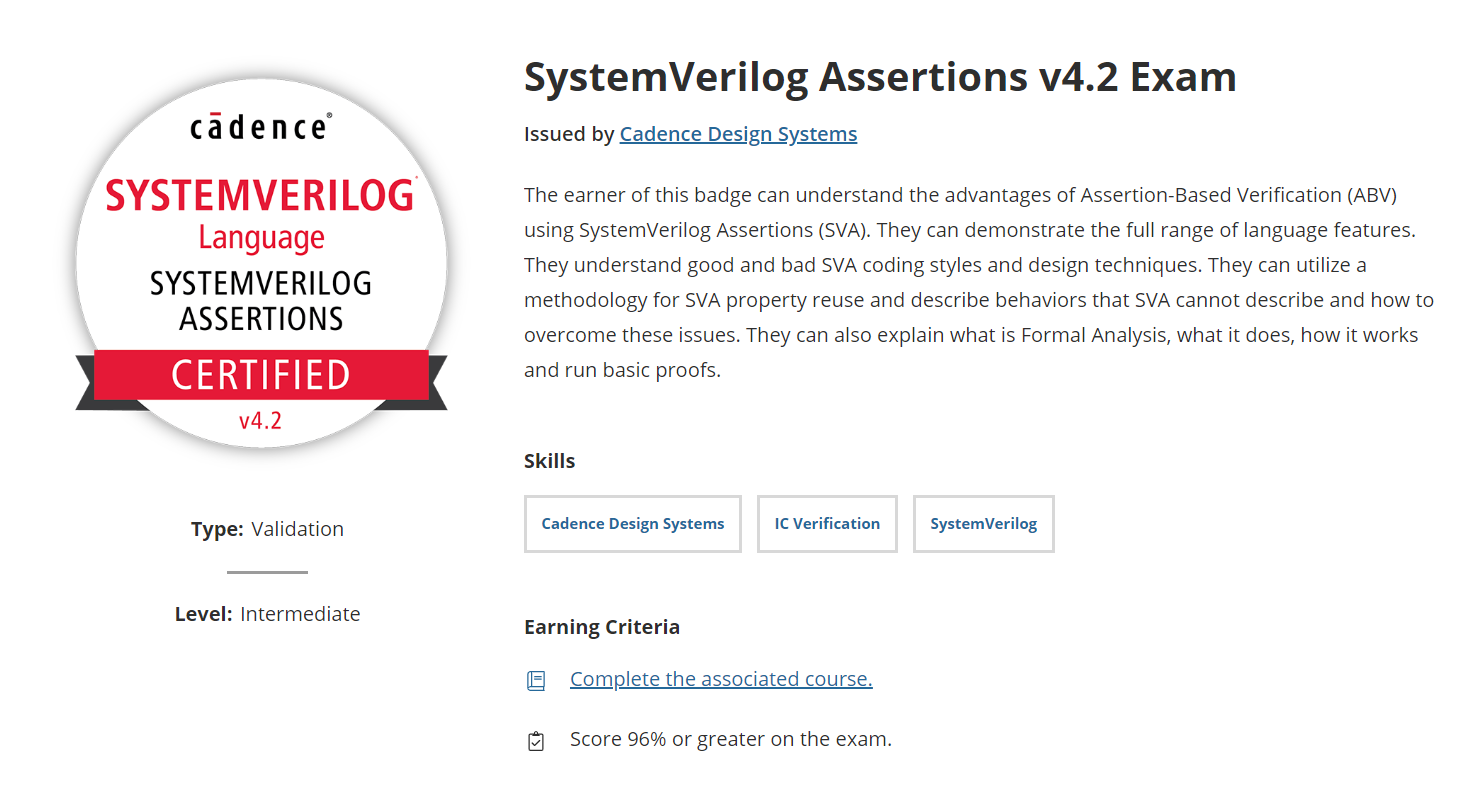 cādence®
SYSTEMVERILOG
Language
SYSTEMVERILOG
ASSERTIONS
CERTIFIED
v4.2
Type: Validation
Level: Intermediate
SystemVerilog Assertions v4.2 Exam
Issued by Cadence Design Systems
The earner of this badge can understand the advantages of Assertion-Based Verification (ABV)
using SystemVerilog Assertions (SVA). They can demonstrate the full range of language features.
They understand good and bad SVA coding styles and design techniques. They can utilize a
methodology for SVA property reuse and describe behaviors that SVA cannot describe and how to
overcome these issues. They can also explain what is Formal Analysis, what it does, how it works
and run basic proofs.
Skills
Cadence Design Systems
IC Verification
SystemVerilog
Earning Criteria
Complete the associated course.
Score 96% or greater on the exam.